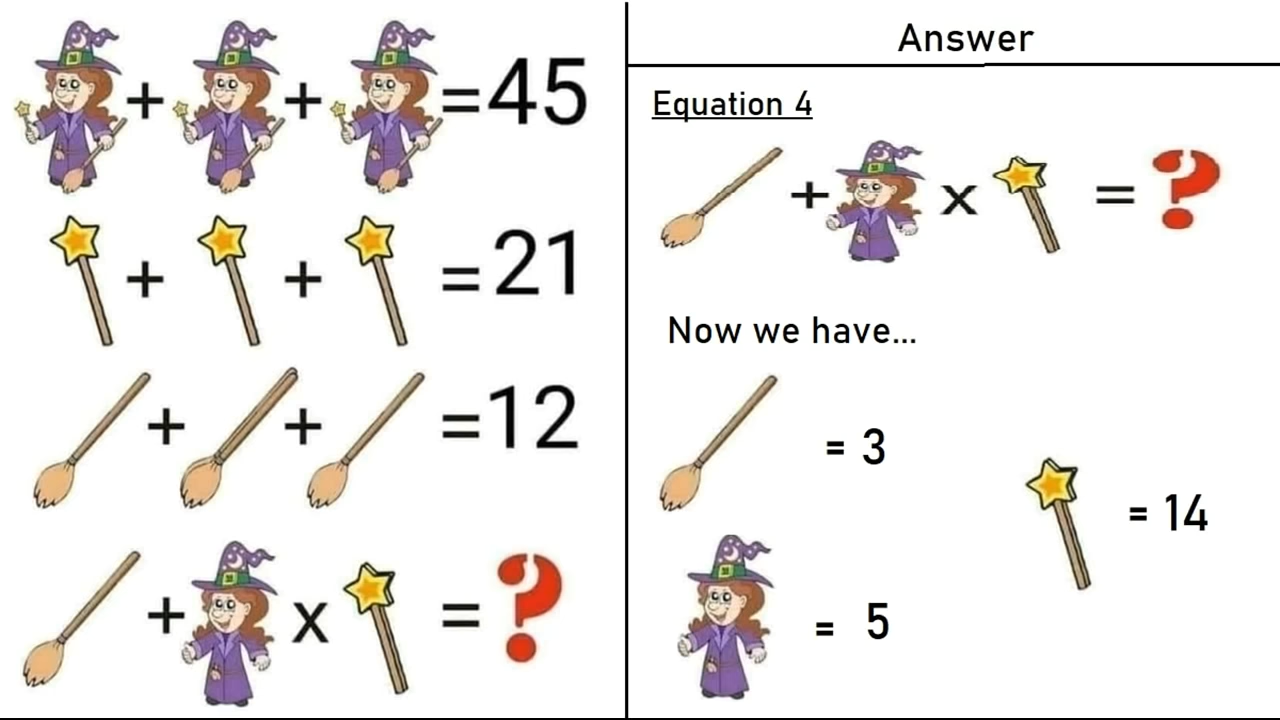 + + =45
+ + =21
+ + =12
+ x = ?
Answer
Equation 4
+ x = ?
Now we have...
= 3
= 14
= 5